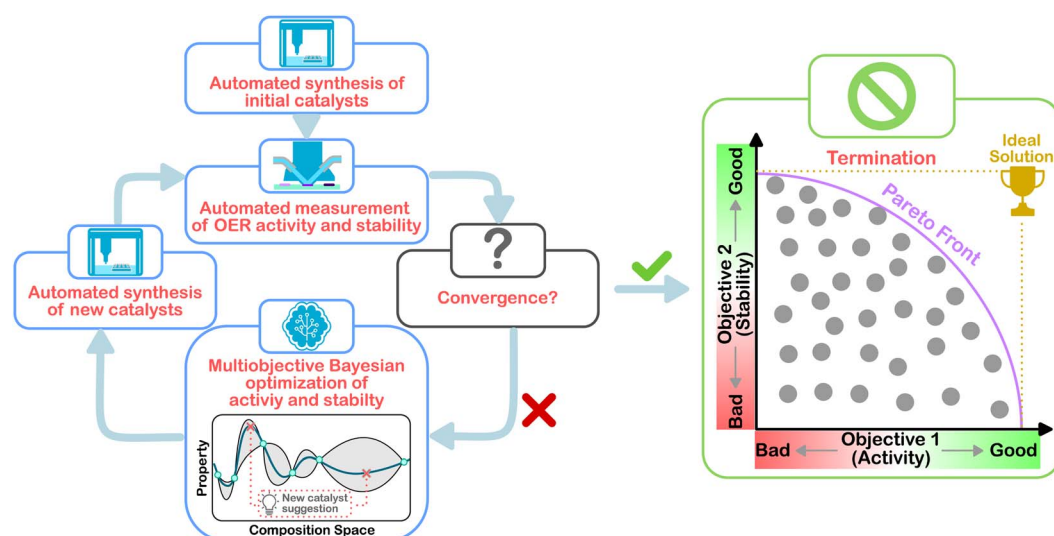 Automated synthesis of
initial catalysts
Automated measurement
of OER activity and stability
?
Convergence?
Automated synthesis
of new catalysts
Multiobjective Bayesian
optimization of
activiy and stabilty
Property
New catalyst
suggestion
Composition Space
Termination
Ideal
Solution
Pareto Front
Good
Objective 2
(Stability)
Bad
Bad
Objective 1
(Activity)
Good